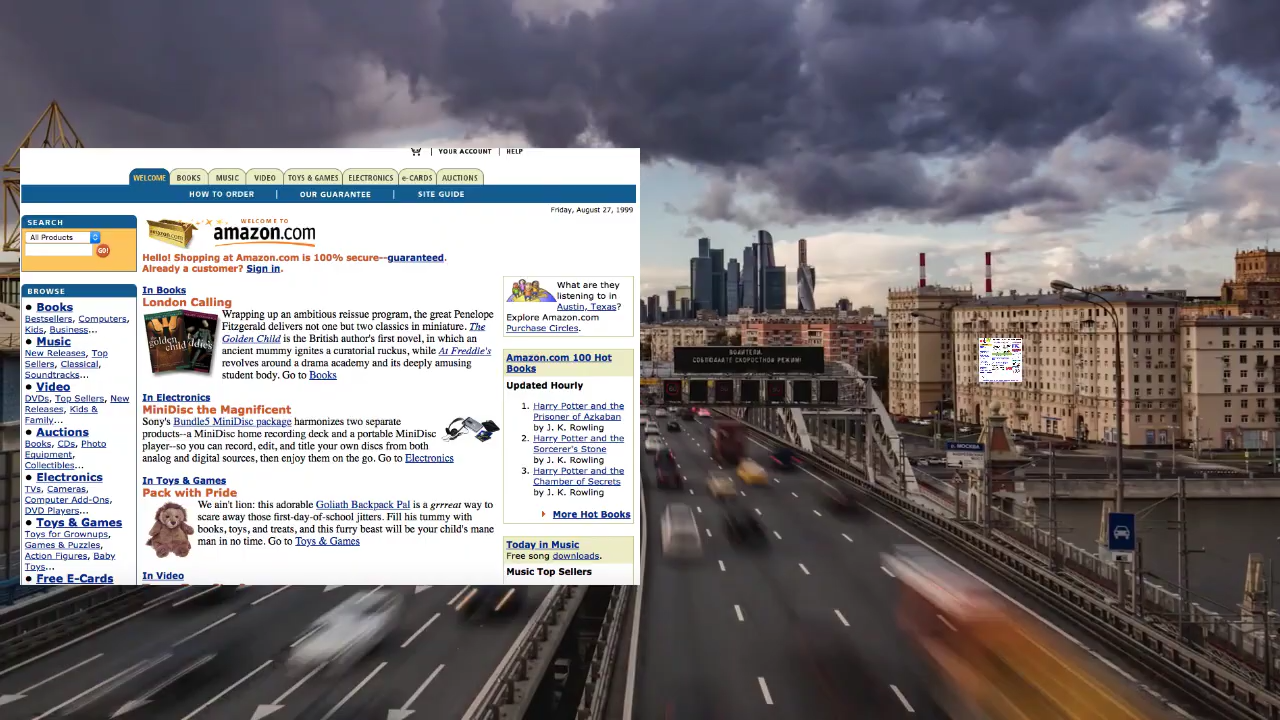 YOUR ACCOUNT | HELP
WELCOME BOOKS MUSIC VIDEO TOYS & GAMES ELECTRONICS e-CARDS AUCTIONS
HOW TO ORDER | OUR GUARANTEE | SITE GUIDE
Friday, August 27, 1999
SEARCH
All Products
GO!
WELCOME TO
amazon.com
Hello! Shopping at Amazon.com is 100% secure--guaranteed.
Already a customer? Sign in.
BROWSE
• Books
Bestsellers, Computers,
Kids, Business...
• Music
New Releases, Top
Sellers, Classical,
Soundtracks...
• Video
DVDs, Top Sellers, New
Releases, Kids &
Family...
• Auctions
Books, CDs, Photo
Equipment,
Collectibles...
• Electronics
TVs, Cameras,
Computer Add-Ons,
DVD Players...
• Toys & Games
Toys for Grownups,
Games & Puzzles,
Action Figures, Baby
Toys...
• Free E-Cards
In Books
London Calling
golden child
Wrapping up an ambitious reissue program, the great Penelope
Fitzgerald delivers not one but two classics in miniature. The
Golden Child is the British author's first novel, in which an
ancient mummy ignites a curatorial ruckus, while At Freddie's
revolves around a drama academy and its deeply amusing
student body. Go to Books
In Electronics
MiniDisc the Magnificent
Sony's Bundle5 MiniDisc package harmonizes two separate
products--a MiniDisc home recording deck and a portable MiniDisc
player--so you can record, edit, and title your own discs from both
analog and digital sources, then enjoy them on the go. Go to Electronics
In Toys & Games
Pack with Pride
We ain't lion: this adorable Goliath Backpack Pal is a grrreat way to
scare away those first-day-of-school jitters. Fill his tummy with
books, toys, and treats, and this furry beast will be your child's mane
man in no time. Go to Toys & Games
In Video
What are they
listening to in
Austin, Texas?
Explore Amazon.com
Purchase Circles.
Amazon.com 100 Hot
Books
Updated Hourly
1. Harry Potter and the
Prisoner of Azkaban
by J. K. Rowling
2. Harry Potter and the
Sorcerer's Stone
by J. K. Rowling
3. Harry Potter and the
Chamber of Secrets
by J. K. Rowling
More Hot Books
Today in Music
Free song downloads.
Music Top Sellers
ВОДИТЕЛИ,
СОБЛЮДАЙТЕ СКОРОСТНОЙ РЕЖИМ!
р. МОСКВА